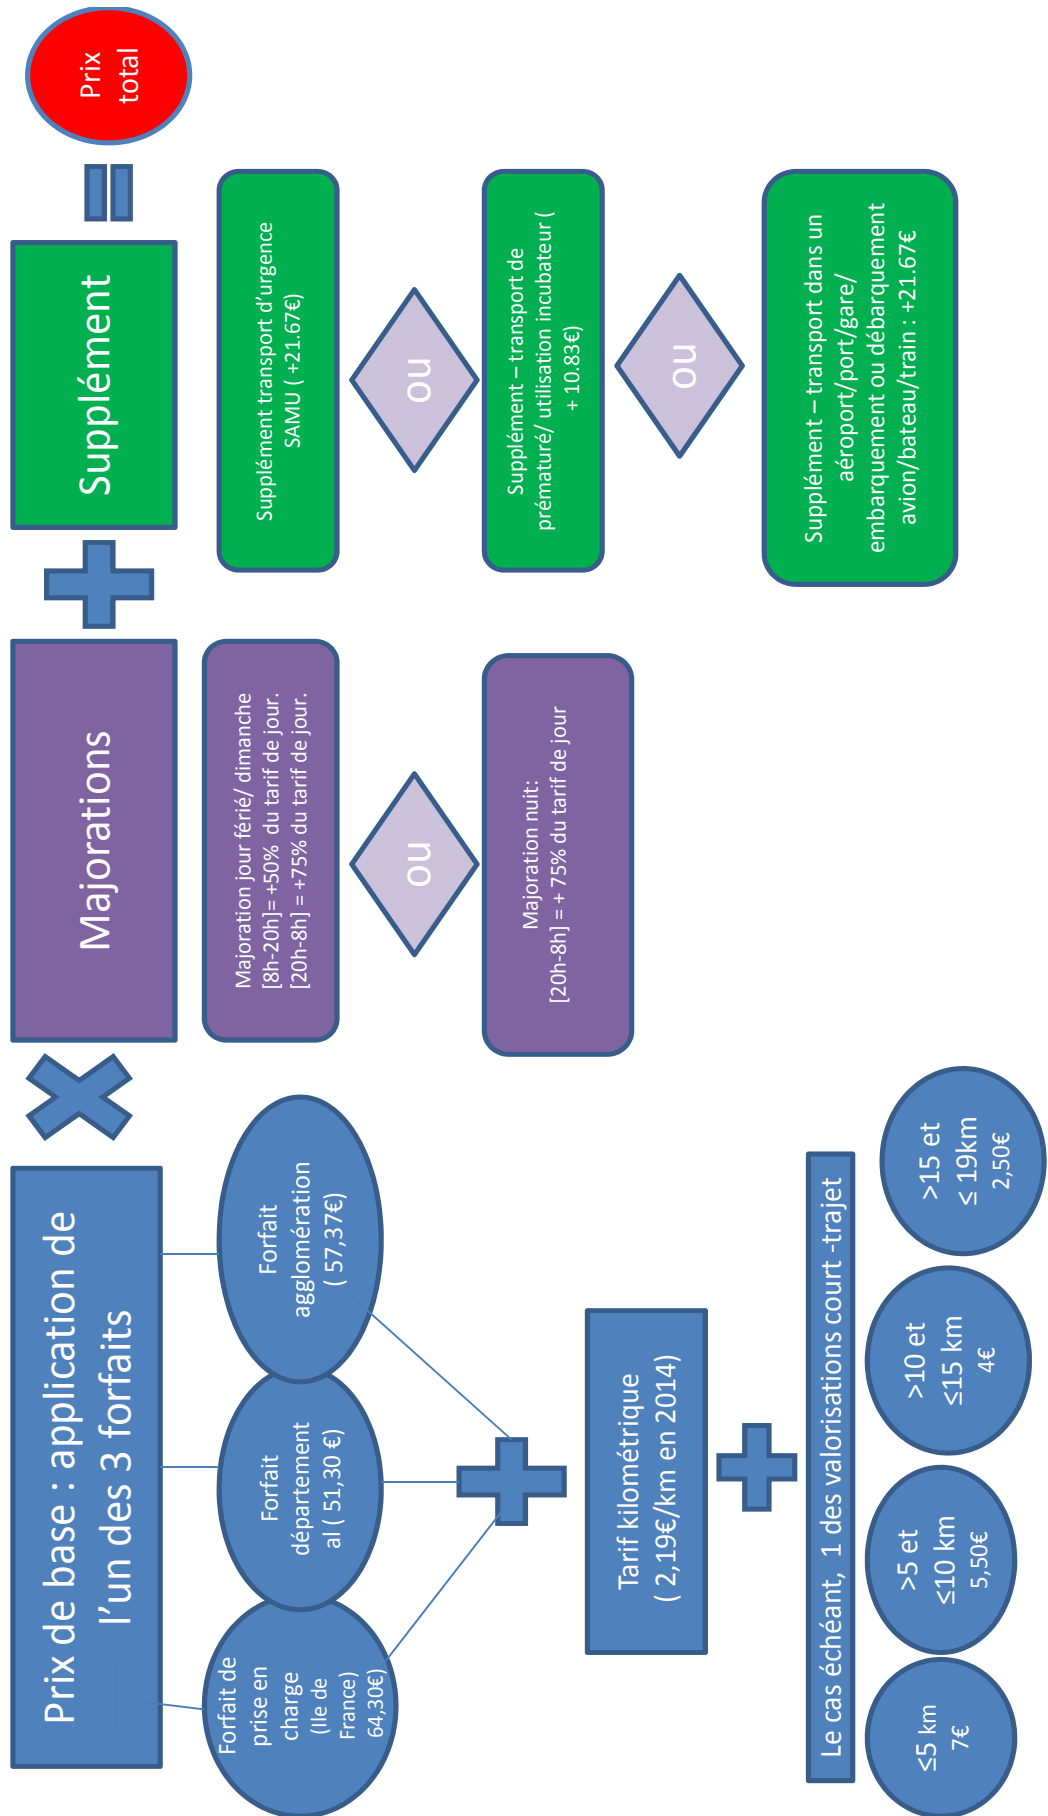 Prix de base : application de
l’un des 3 forfaits
Forfait de
prise en
charge
(Ile de
France)
64,30€)
Forfait
département
al ( 51,30 €)
Forfait
agglomération
( 57,37€)
Tarif kilométrique
( 2,19€/km en 2014)
Le cas échéant, 1 des valorisations court -trajet
≤5 km
7€
>5 et
≤10 km
5,50€
>10 et
≤15 km
4€
>15 et
≤ 19km
2,50€
Majorations
Majoration jour férié/ dimanche
[8h-20h]= +50% du tarif de jour.
[20h-8h] = +75% du tarif de jour.
ou
Majoration nuit:
[20h-8h] = + 75% du tarif de jour
Supplément
Supplément transport d’urgence
SAMU ( +21.67€)
ou
Supplément – transport de
prématuré/ utilisation incubateur (
+ 10.83€)
ou
Supplément – transport dans un
aéroport/port/gare/
embarquement ou débarquement
avion/bateau/train : +21.67€
Prix
total